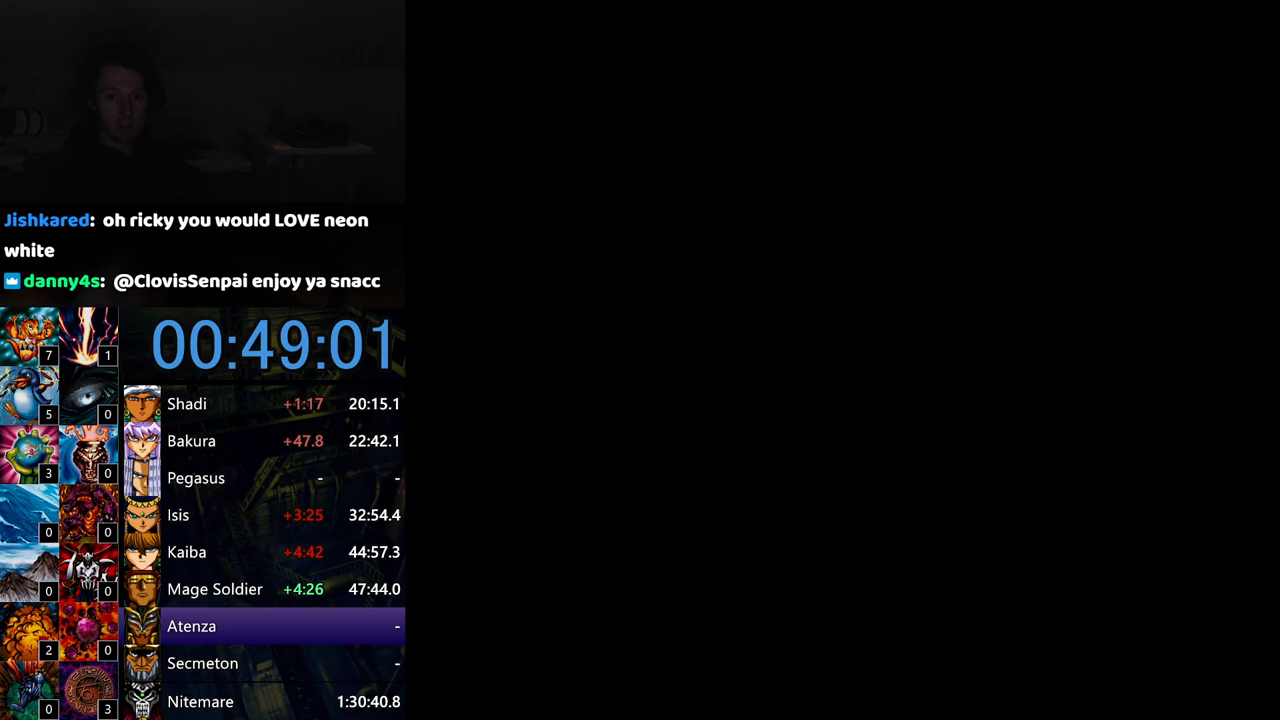 Jishkared: oh ricky you would LOVE neon
white
danny4s: @ClovisSenpai enjoy ya snacc
00:49:01
7 1
5 0
3 0
0 0
0 0
2 0
0 3
Shadi +1:17 20:15.1
Bakura +47.8 22:42.1
Pegasus - -
Isis +3:25 32:54.4
Kaiba +4:42 44:57.3
Mage Soldier +4:26 47:44.0
Atenza -
Secmeton -
Nitemare 1:30:40.8